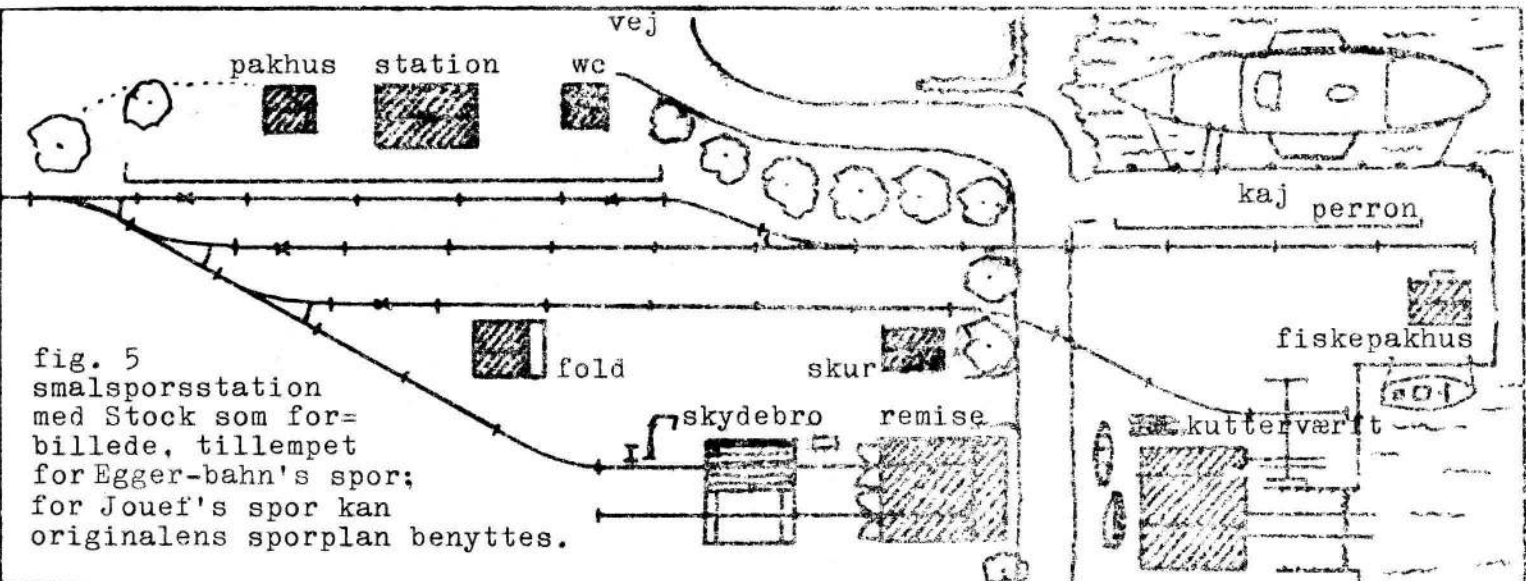 vej
pakhus station wc
kaj
perron
fiskepakhus
fold
skur
skydebro
remise
kutterværft
fig. 5
smalsporsstation
med Stock som for=
billede, tillempet
for Egger-bahn's spor;
for Jouef's spor kan
originalens sporplan benyttes.